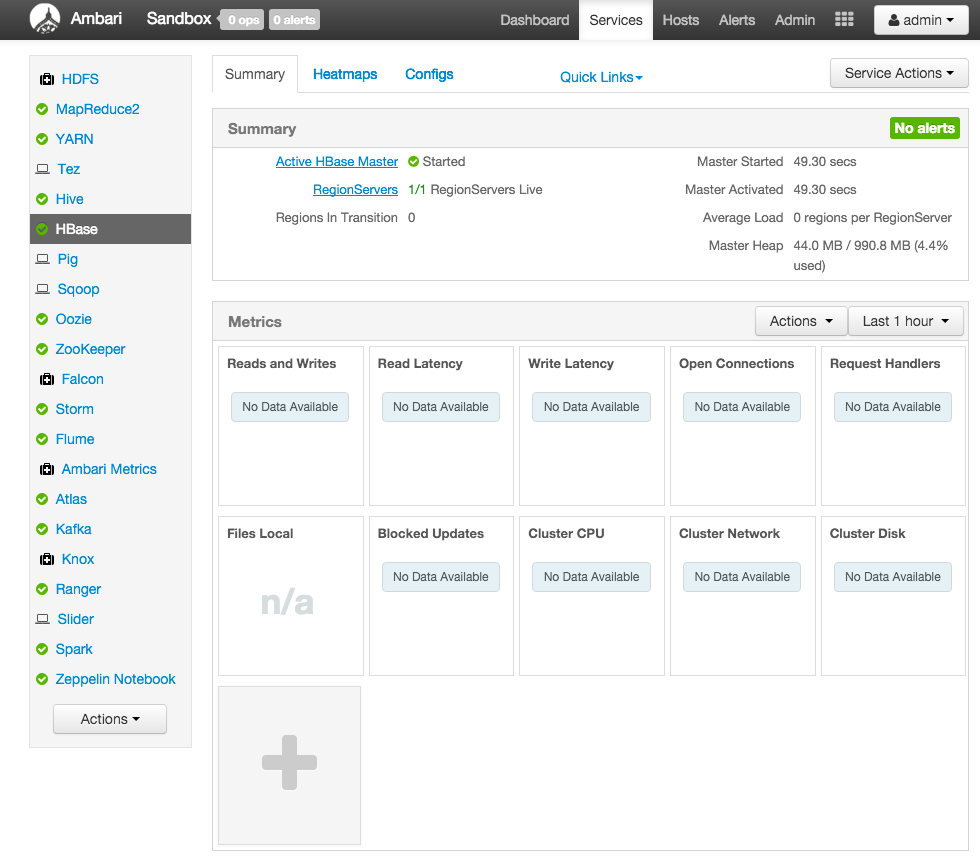 Ambari Sandbox 0 ops 0 alerts Dashboard Services Hosts Alerts Admin admin
HDFS
MapReduce2
YARN
Tez
Hive
HBase
Pig
Sqoop
Oozie
ZooKeeper
Falcon
Storm
Flume
Ambari Metrics
Atlas
Kafka
Knox
Ranger
Slider
Spark
Zeppelin Notebook
Actions
Summary Heatmaps Configs Quick Links Service Actions
Summary No alerts
Active HBase Master Started
RegionServers 1/1 RegionServers Live
Regions In Transition 0
Master Started 49.30 secs
Master Activated 49.30 secs
Average Load 0 regions per RegionServer
Master Heap 44.0 MB / 990.8 MB (4.4%
used)
Metrics Actions Last 1 hour
Reads and Writes Read Latency Write Latency Open Connections Request Handlers
No Data Available No Data Available No Data Available No Data Available No Data Available
Files Local Blocked Updates Cluster CPU Cluster Network Cluster Disk
n/a No Data Available No Data Available No Data Available No Data Available